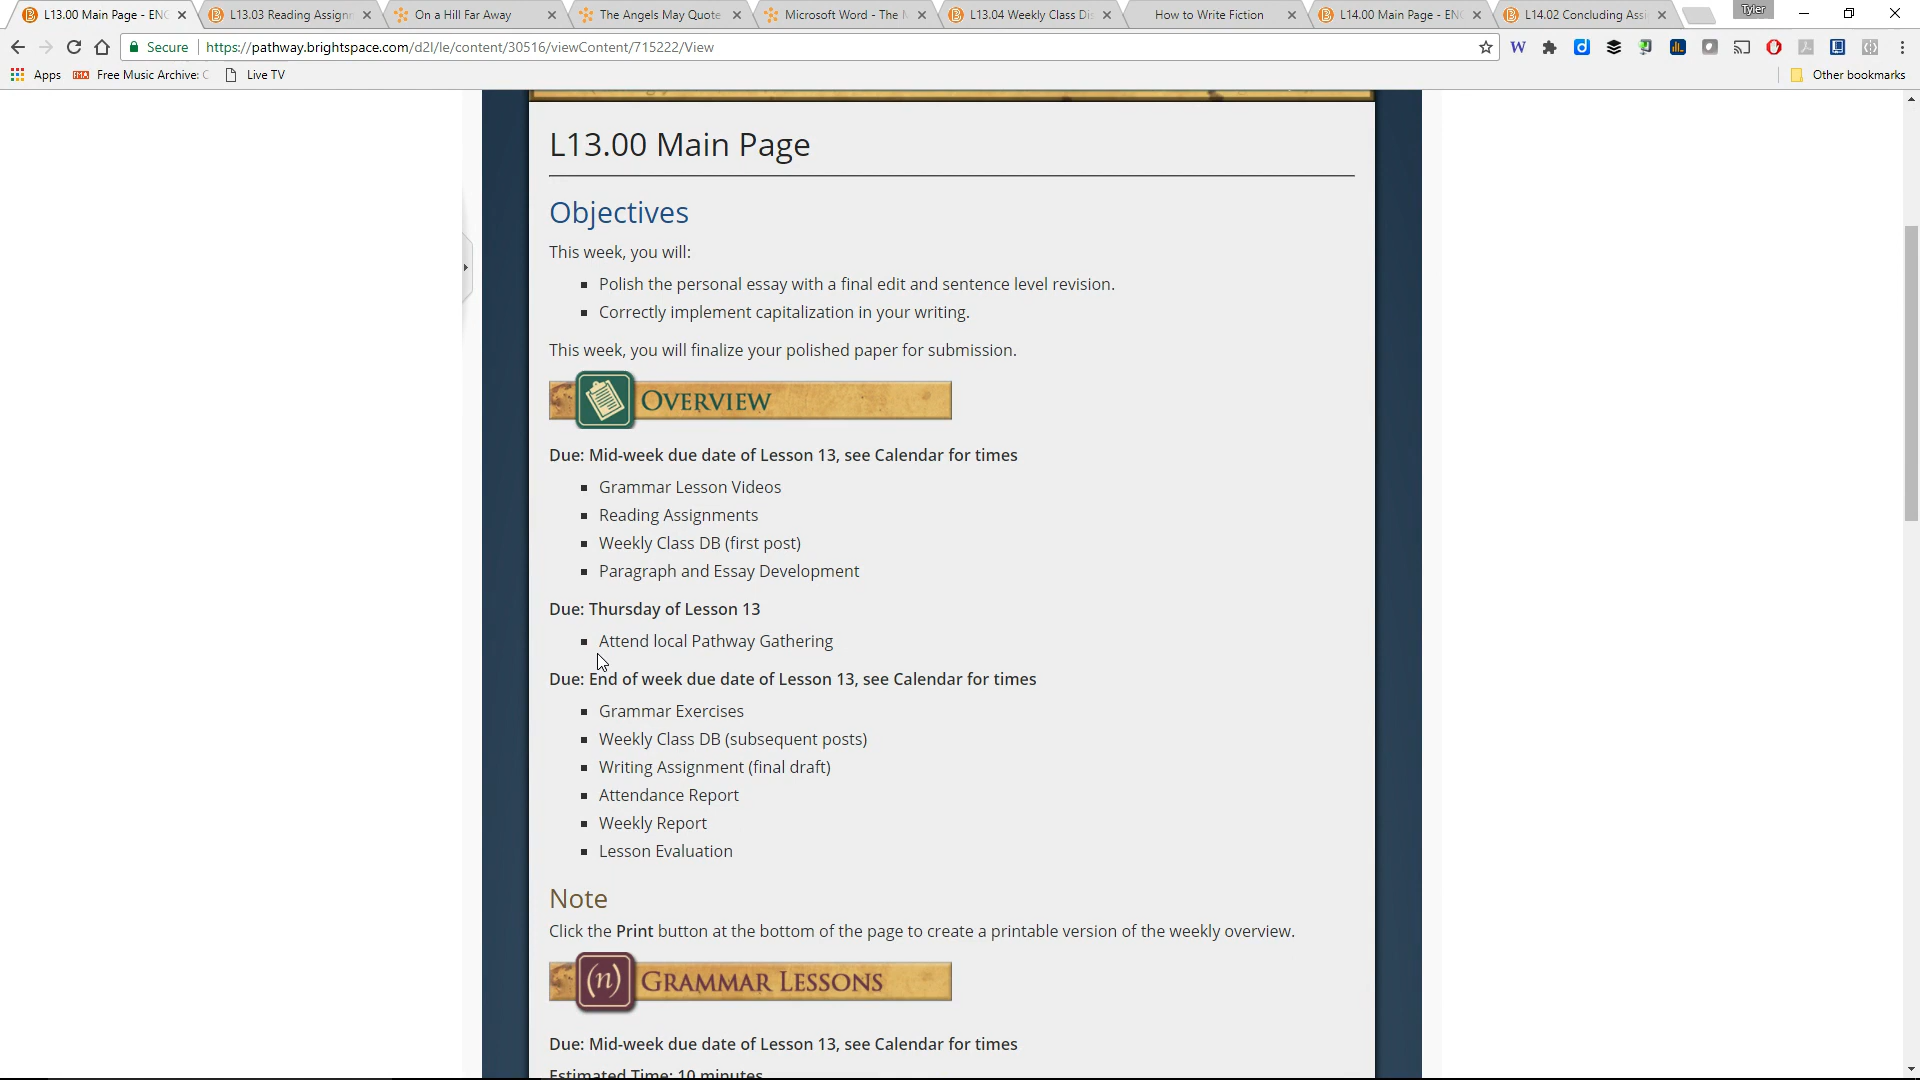 L13.00 Main Page - ENG
L13.03 Reading Assignm
On a Hill Far Away
The Angels May Quote
Microsoft Word - The M
L13.04 Weekly Class Dis
How to Write Fiction
L14.00 Main Page - ENG
L14.02 Concluding Assi
Tyler
Secure
https://pathway.brightspace.com/d2l/le/content/30516/viewContent/715222/View
Apps
Free Music Archive: C
Live TV
Other bookmarks
L13.00 Main Page
Objectives
This week, you will:
Polish the personal essay with a final edit and sentence level revision.
Correctly implement capitalization in your writing.
This week, you will finalize your polished paper for submission.
OVERVIEW
Due: Mid-week due date of Lesson 13, see Calendar for times
Grammar Lesson Videos
Reading Assignments
Weekly Class DB (first post)
Paragraph and Essay Development
Due: Thursday of Lesson 13
Attend local Pathway Gathering
Due: End of week due date of Lesson 13, see Calendar for times
Grammar Exercises
Weekly Class DB (subsequent posts)
Writing Assignment (final draft)
Attendance Report
Weekly Report
Lesson Evaluation
Note
Click the Print button at the bottom of the page to create a printable version of the weekly overview.
(n) GRAMMAR LESSONS
Due: Mid-week due date of Lesson 13, see Calendar for times
Estimated Time: 10 minutes